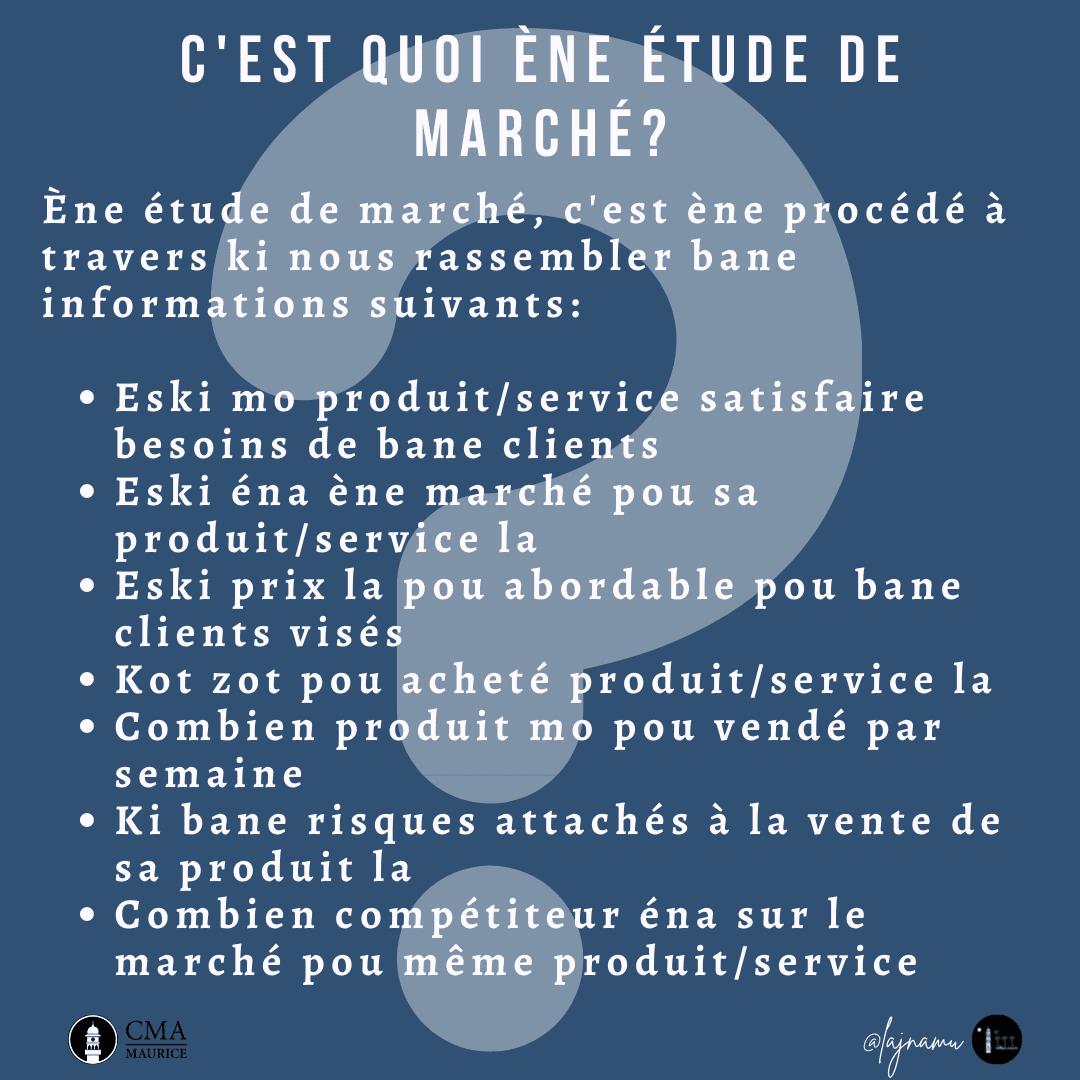 C'EST QUOI ÈNE ÉTUDE DE
MARCHÉ?
Ène étude de marché, c'est ène procédé à
travers ki nous rassembler bane
informations suivants:
• Eski mo produit/service satisfaire
besoins de bane clients
• Eski éna ène marché pou sa
produit/service la
• Eski prix la pou abordable pou bane
clients visés
• Kot zot pou acheté produit/service la
• Combien produit mo pou vendé par
semaine
• Ki bane risques attachés à la vente de
sa produit la
• Combien compétiteur éna sur le
marché pou même produit/service
CMA
MAURICE
@lajnamu